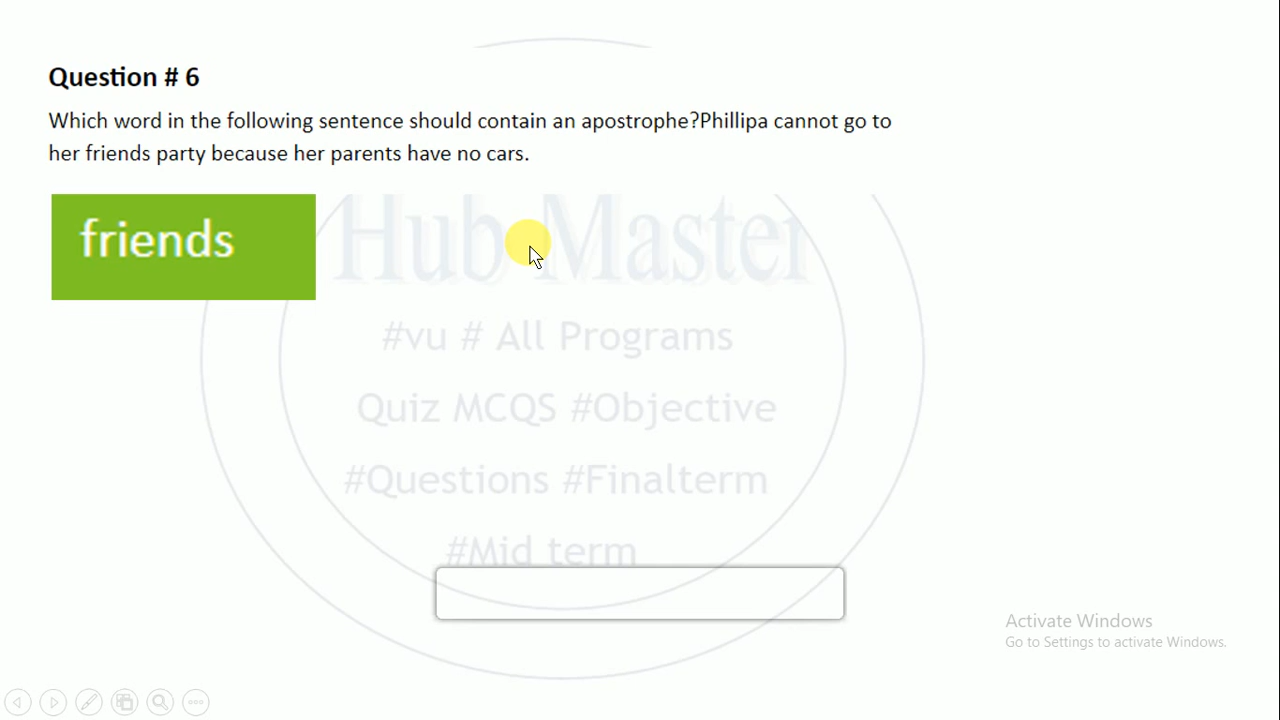 Question # 6
Which word in the following sentence should contain an apostrophe?Phillipa cannot go to
her friends party because her parents have no cars.
friends
Hub Master
#vu # All Programs
Quiz MCQS #Objective
#Questions #Finalterm
#Mid term
Activate Windows
Go to Settings to activate Windows.